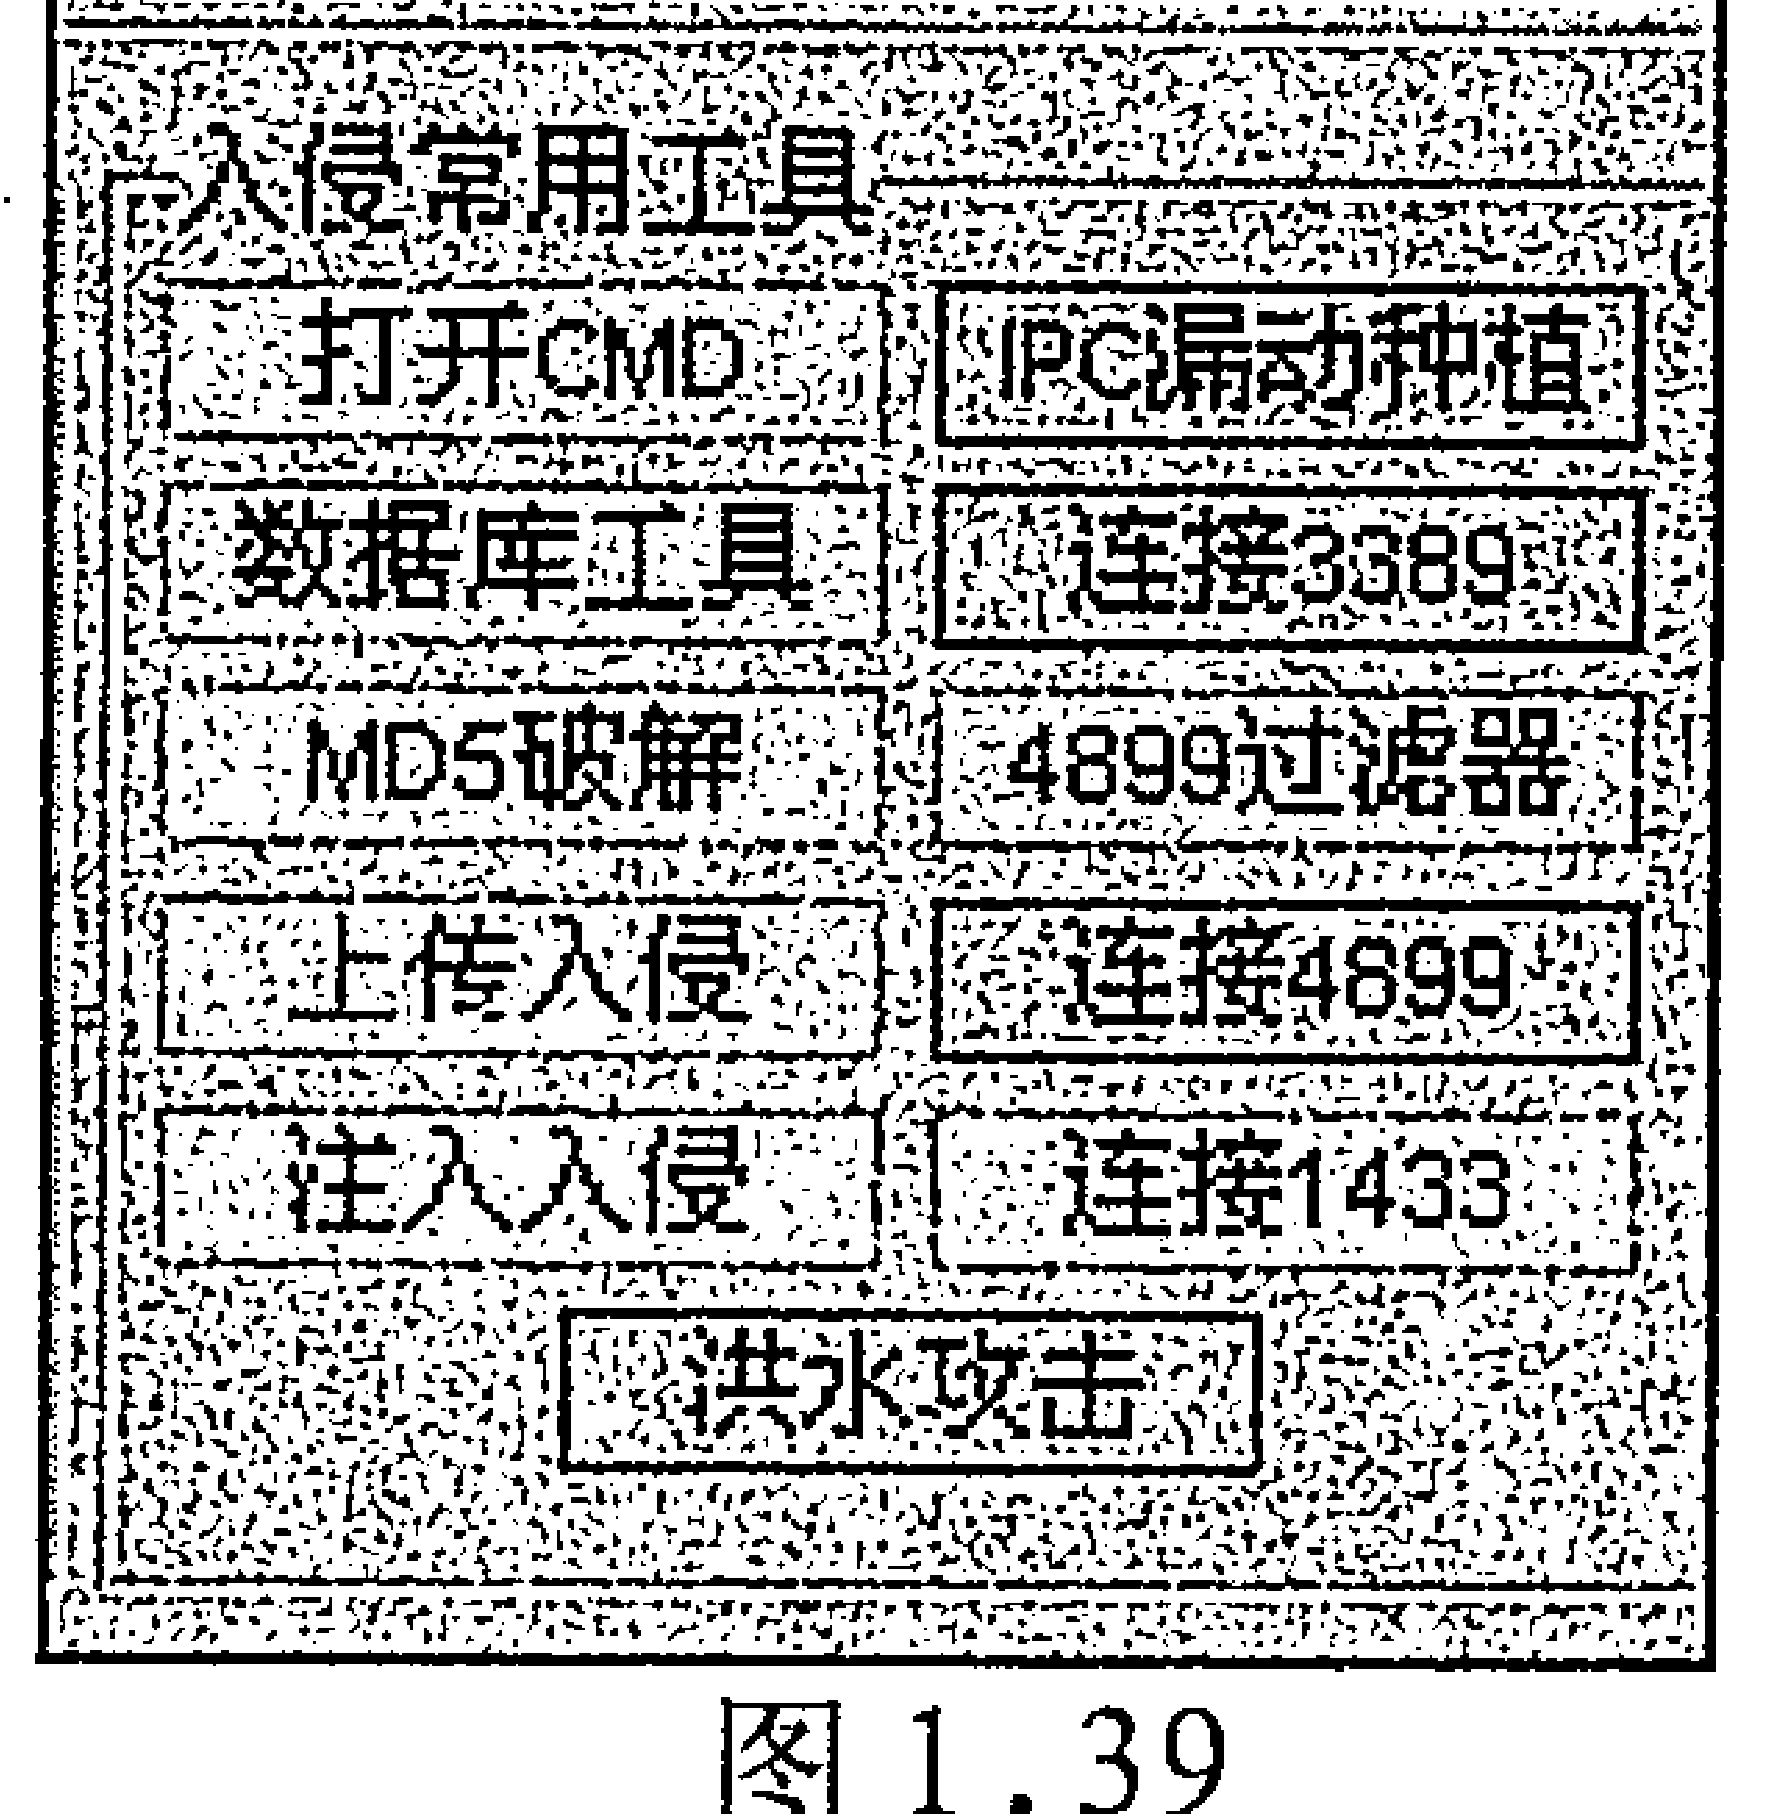 入侵常用工具
打开CMD IPC漏动种植
数据库工具 连接3389
MD5破解 4899过滤器
上传入侵 连接4899
注入入侵 连接1433
洪水攻击
图 1.39